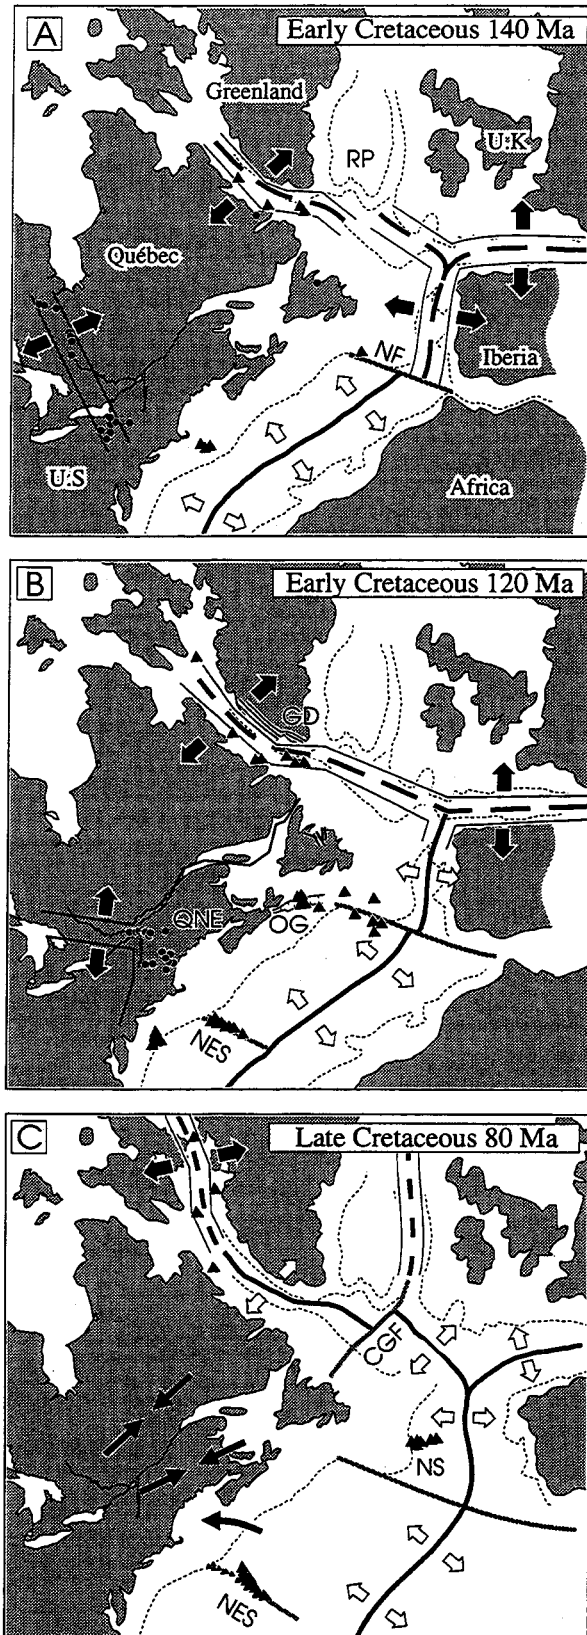 A
Early Cretaceous 140 Ma
Greenland
RP
U.K
Québec
NF
Iberia
U.S
Africa
B
Early Cretaceous 120 Ma
GD
QNE
OG
NES
C
Late Cretaceous 80 Ma
CGF
NS
NES